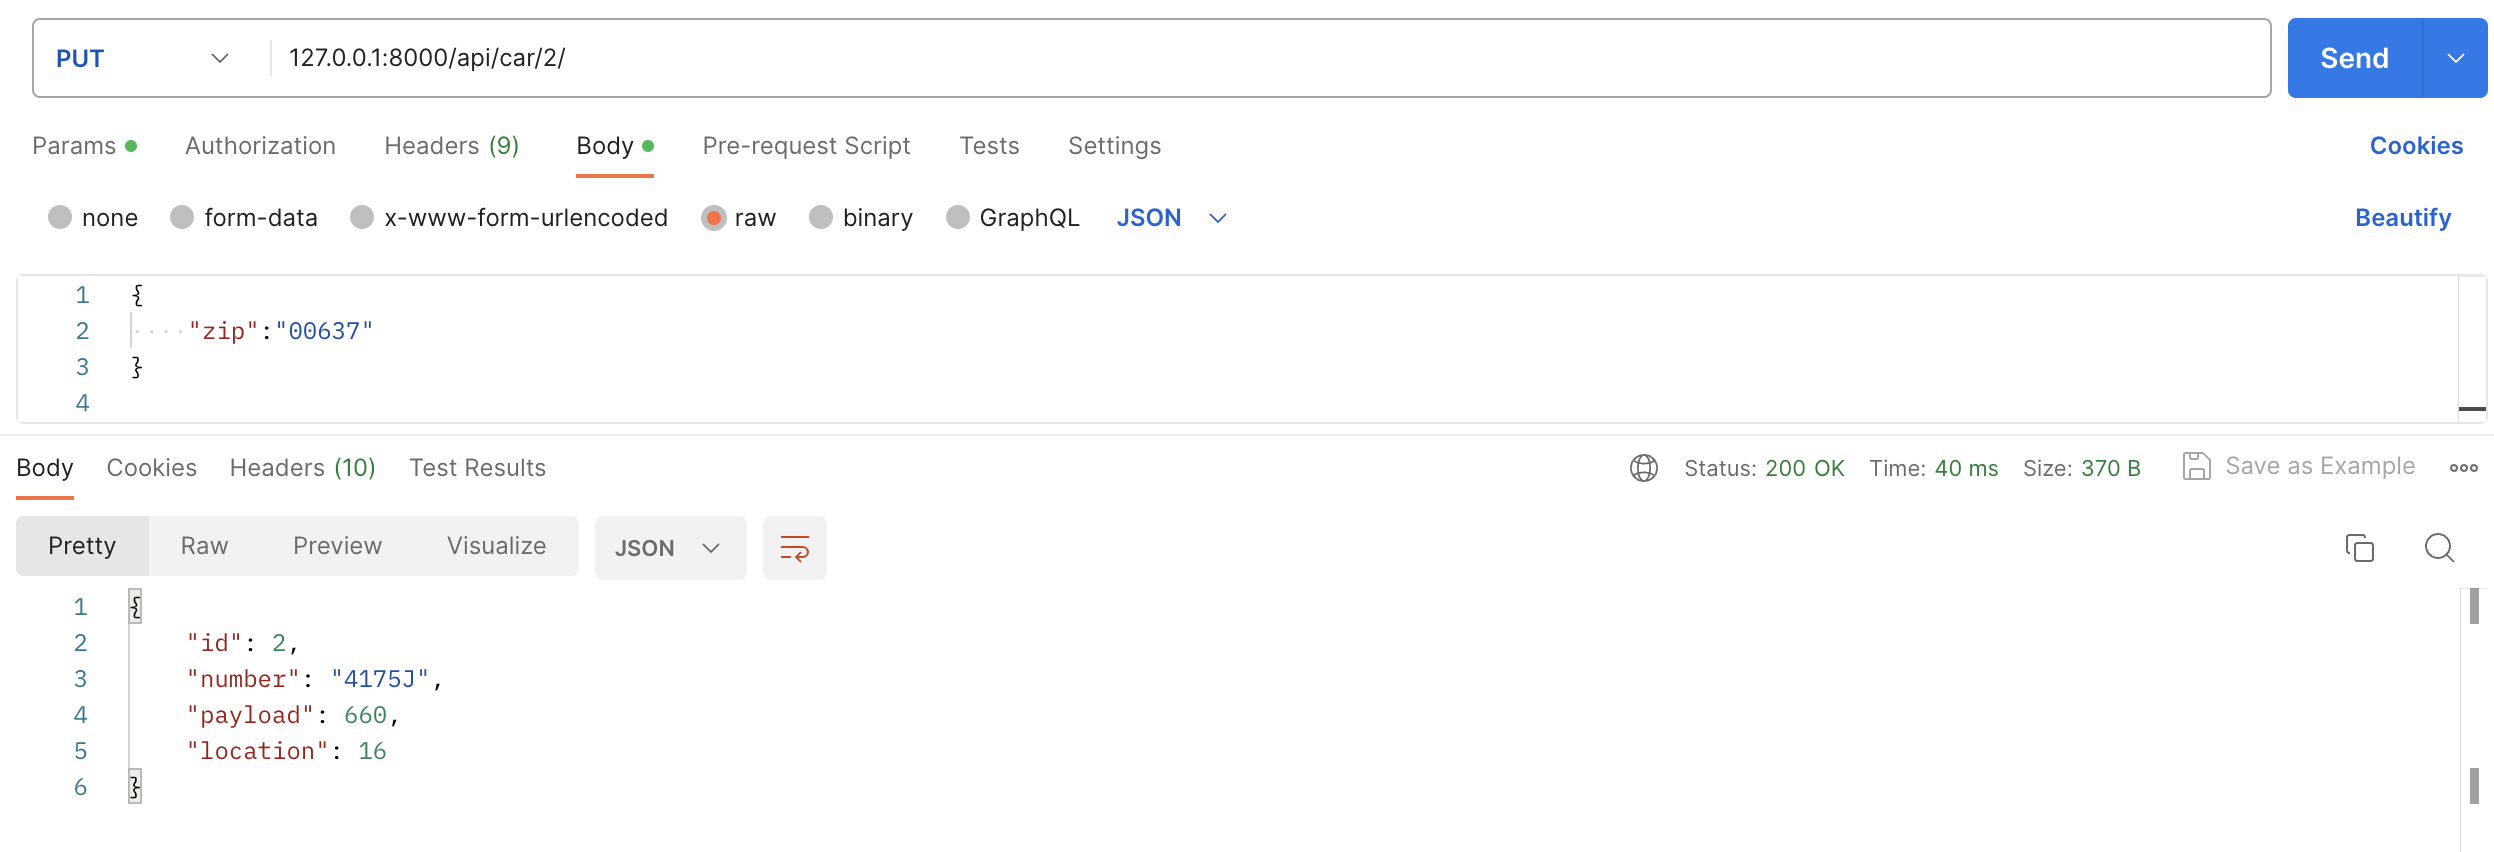 PUT 127.0.0.1:8000/api/car/2/ Send
Params Authorization Headers (9) Body Pre-request Script Tests Settings Cookies
none form-data x-www-form-urlencoded raw binary GraphQL JSON Beautify
1 {
2 ····"zip":"00637"
3 }
4
Body Cookies Headers (10) Test Results Status: 200 OK Time: 40 ms Size: 370 B Save as Example
Pretty Raw Preview Visualize JSON
1 {
2 "id": 2,
3 "number": "4175J",
4 "payload": 660,
5 "location": 16
6 }